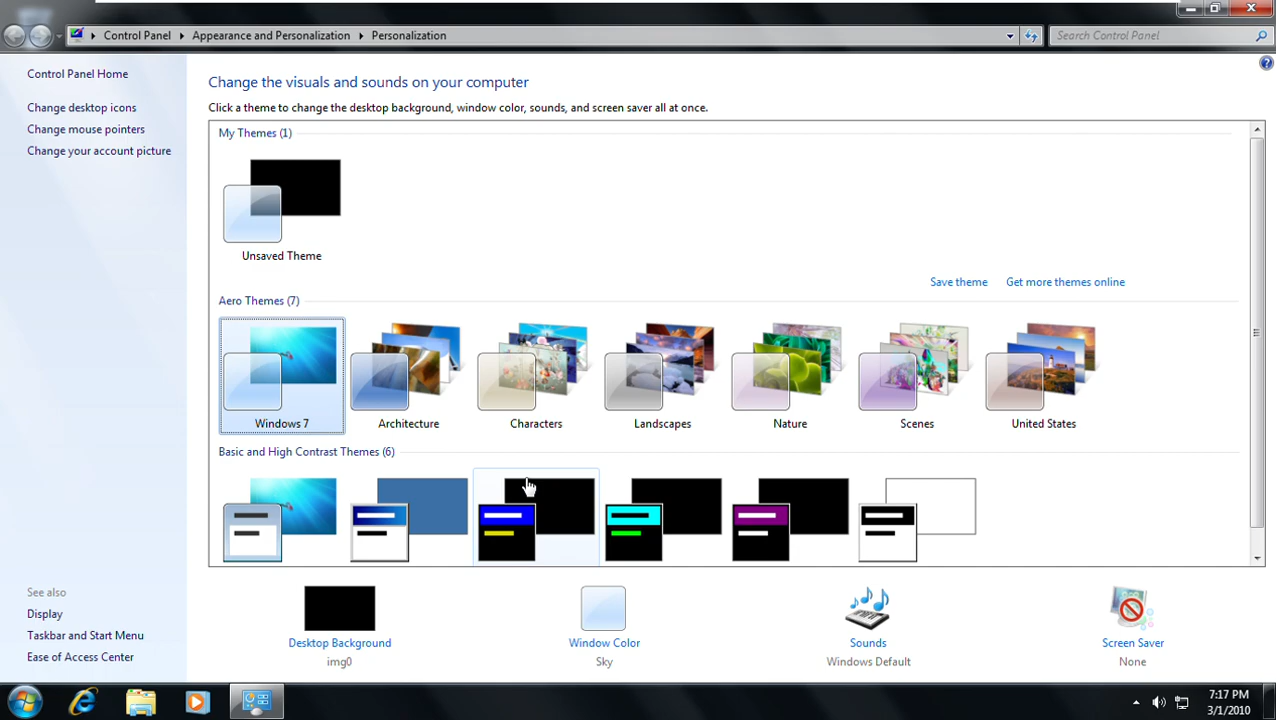 Control Panel Appearance and Personalization Personalization Search Control Panel
Control Panel Home
Change desktop icons
Change mouse pointers
Change your account picture
Change the visuals and sounds on your computer
Click a theme to change the desktop background, window color, sounds, and screen saver all at once.
My Themes (1)
Unsaved Theme
Save theme Get more themes online
Aero Themes (7)
Windows 7 Architecture Characters Landscapes Nature Scenes United States
Basic and High Contrast Themes (6)
See also
Display
Taskbar and Start Menu
Ease of Access Center
Desktop Background Window Color Sounds Screen Saver
img0 Sky Windows Default None
7:17 PM
3/1/2010